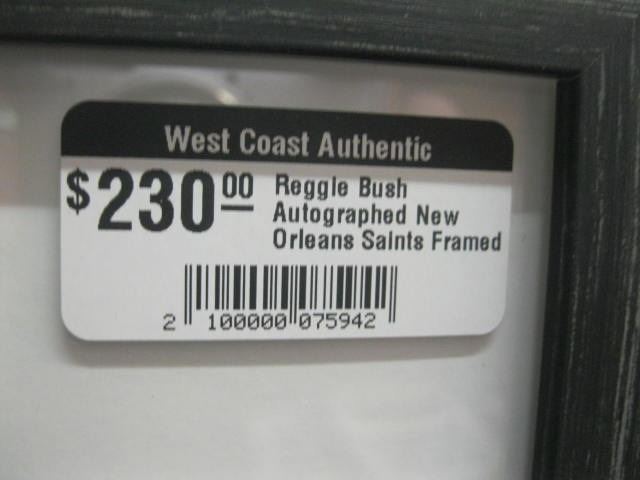 West Coast Authentic
$230 00 Reggie Bush
Autographed New
Orleans Saints Framed
2 100000 075942